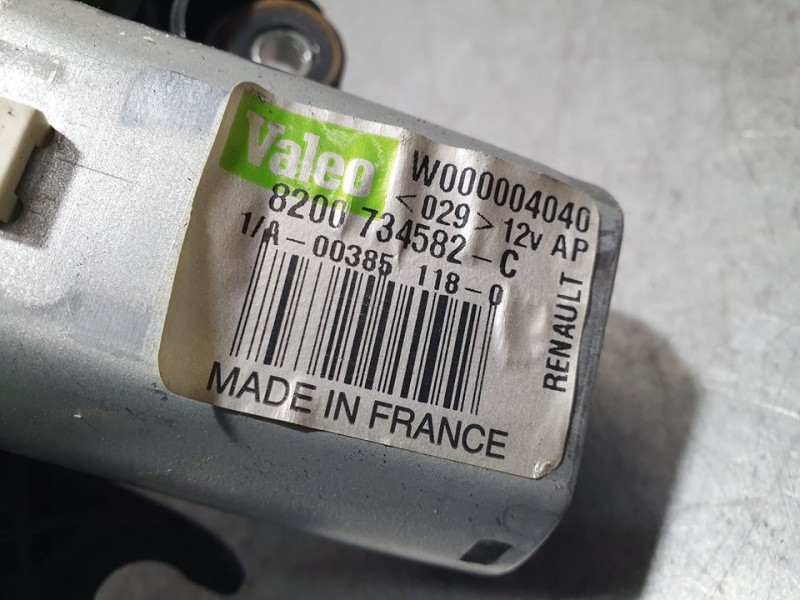 Valeo
W000004040
<029> 12v AP
8200 734582-C
1/A-00385 118-0
RENAULT
MADE IN FRANCE